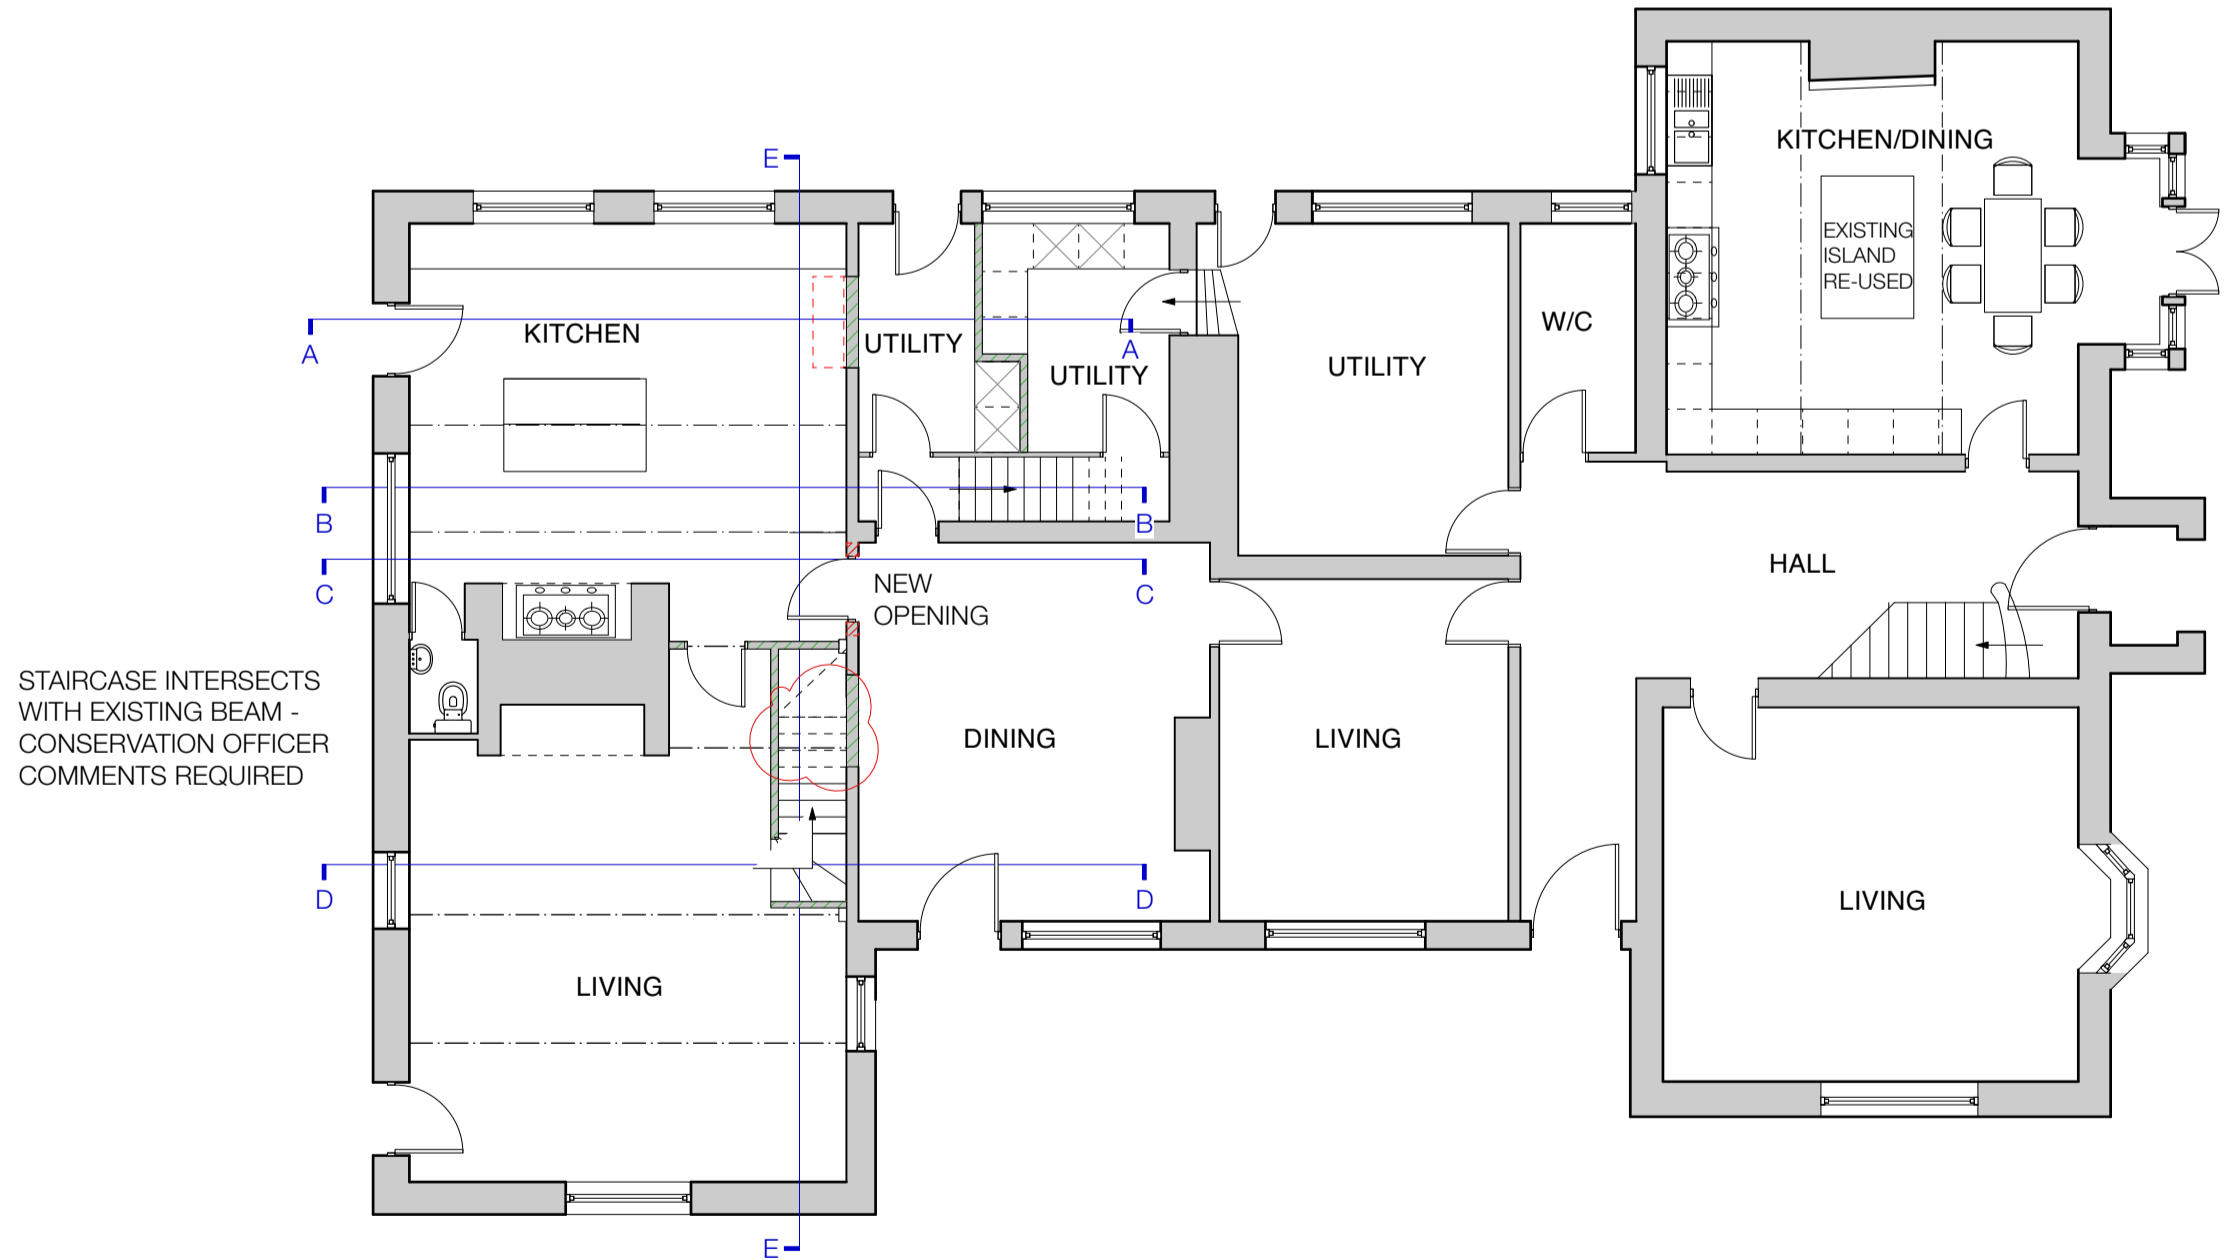 E
KITCHEN/DINING
EXISTING
ISLAND
RE-USED
A
KITCHEN
UTILITY
A
UTILITY
UTILITY
W/C
B
B
C
NEW
OPENING
C
HALL
STAIRCASE INTERSECTS
WITH EXISTING BEAM -
CONSERVATION OFFICER
COMMENTS REQUIRED
DINING
LIVING
D
D
LIVING
LIVING
E